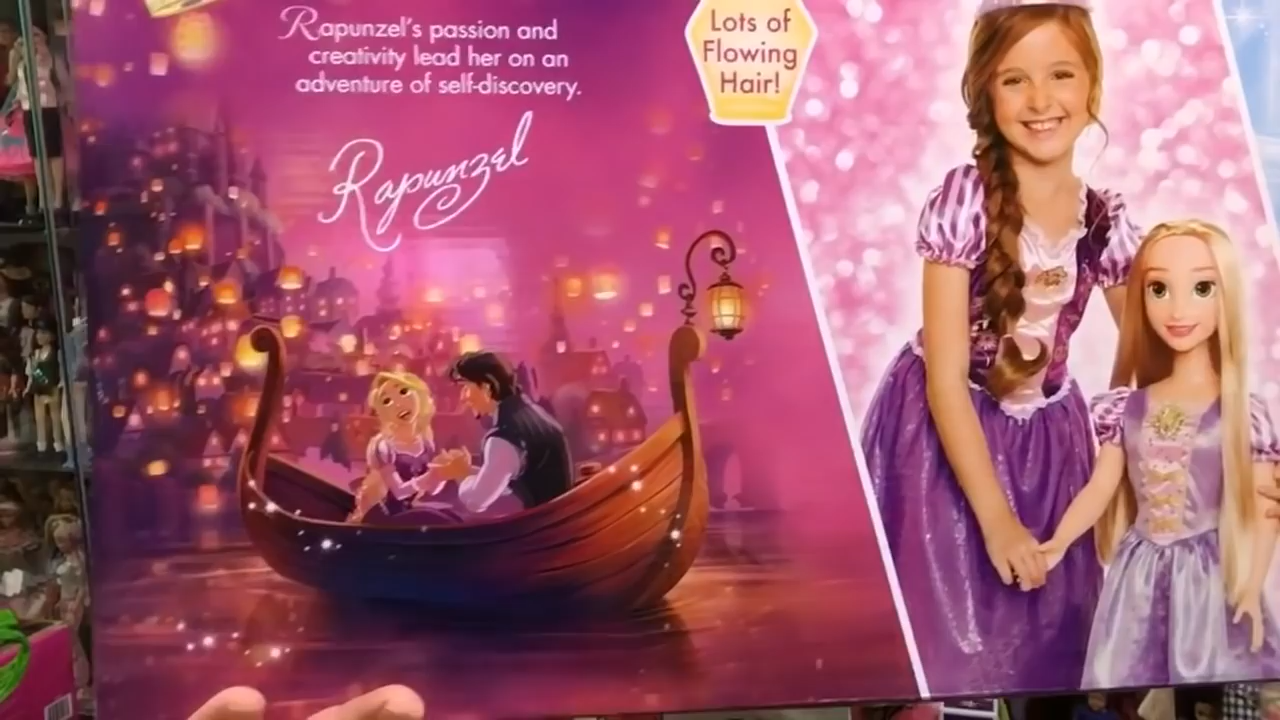 Rapunzel's passion and
creativity lead her on an
adventure of self-discovery.
Rapunzel
Lots of
Flowing
Hair!